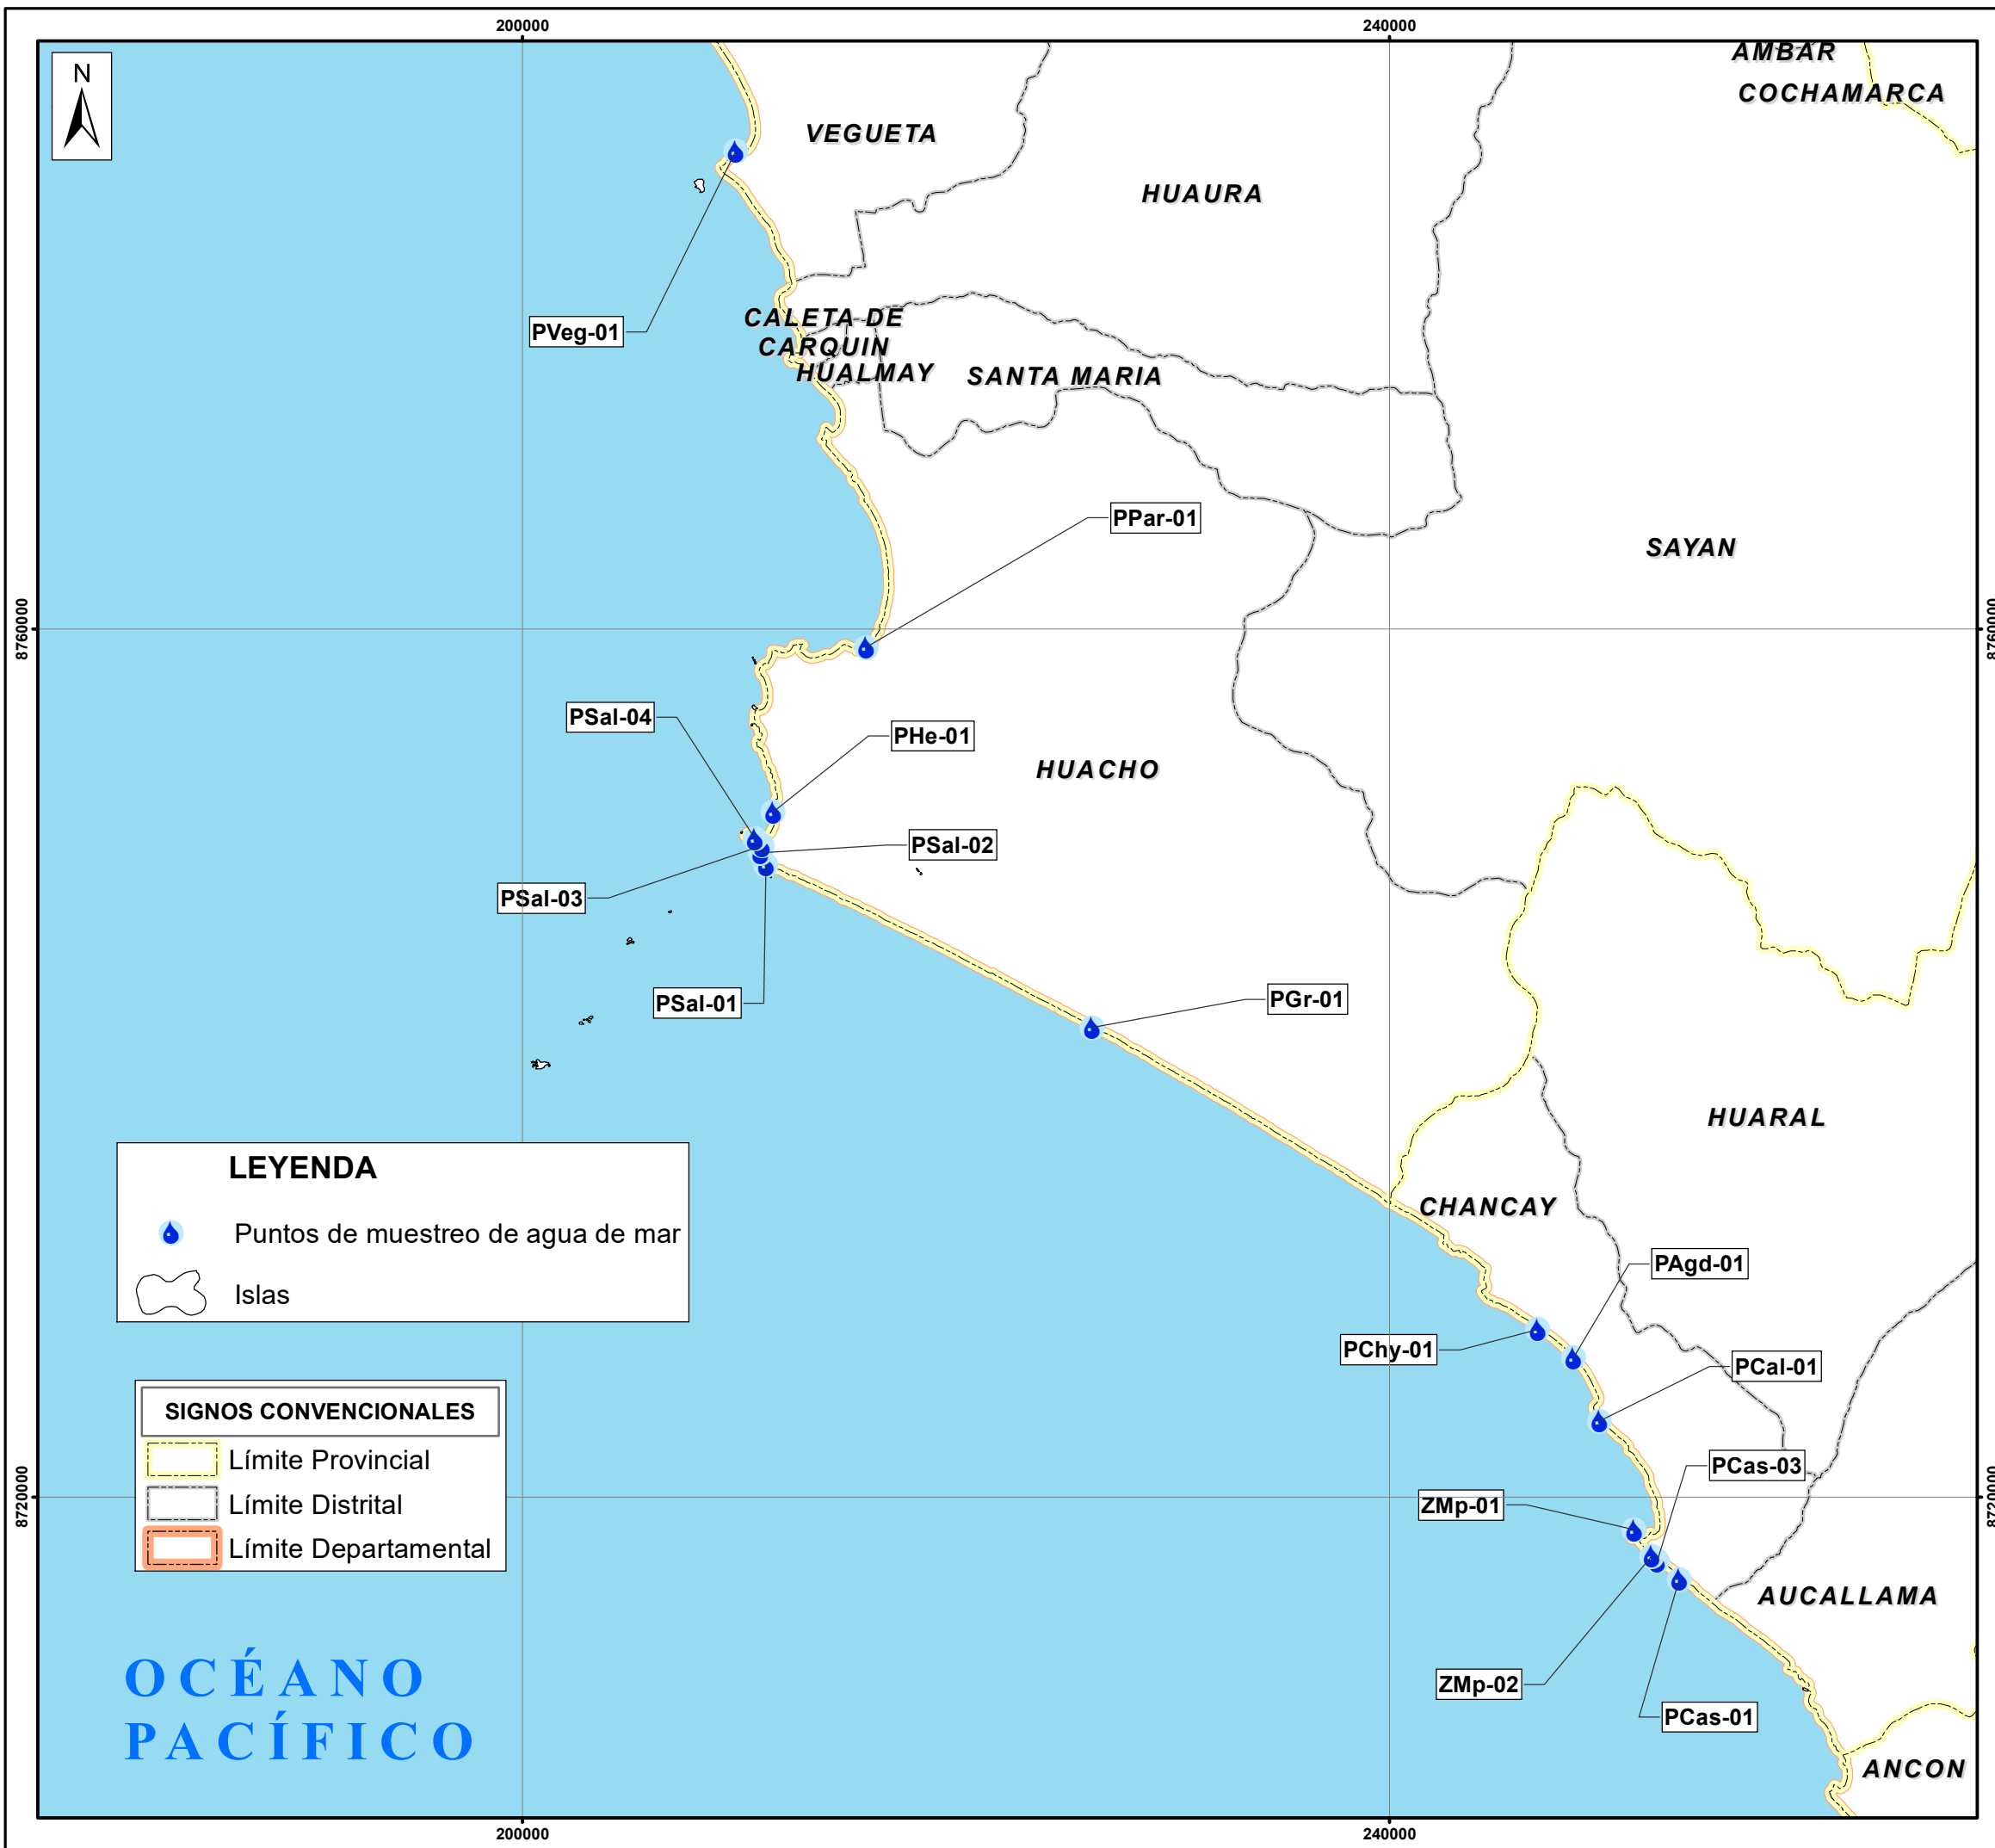 200000
240000
N
AMBAR
COCHAMARCA
VEGUETA
HUAURA
CALETA DE
CARQUIN
PVeg-01
HUALMAY
SANTA MARIA
PPar-01
SAYAN
8760000
8760000
PSal-04
PHe-01
HUACHO
PSal-02
PSal-03
PSal-01
PGr-01
HUARAL
LEYENDA
Puntos de muestreo de agua de mar
Islas
CHANCAY
PAgd-01
PChy-01
PCal-01
SIGNOS CONVENCIONALES
Límite Provincial
Límite Distrital
Límite Departamental
PCas-03
ZMp-01
8720000
8720000
AUCALLAMA
ZMp-02
PCas-01
OCÉANO
PACÍFICO
ANCON
200000
240000